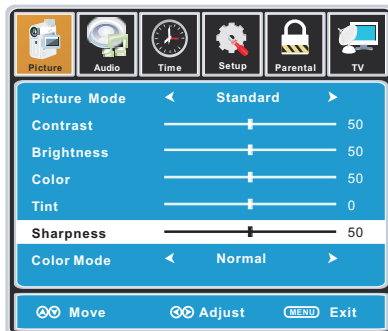 Picture Audio Time Setup Parental TV
Picture Mode Standard
Contrast 50
Brightness 50
Color 50
Tint 0
Sharpness 50
Color Mode Normal
Move Adjust MENU Exit